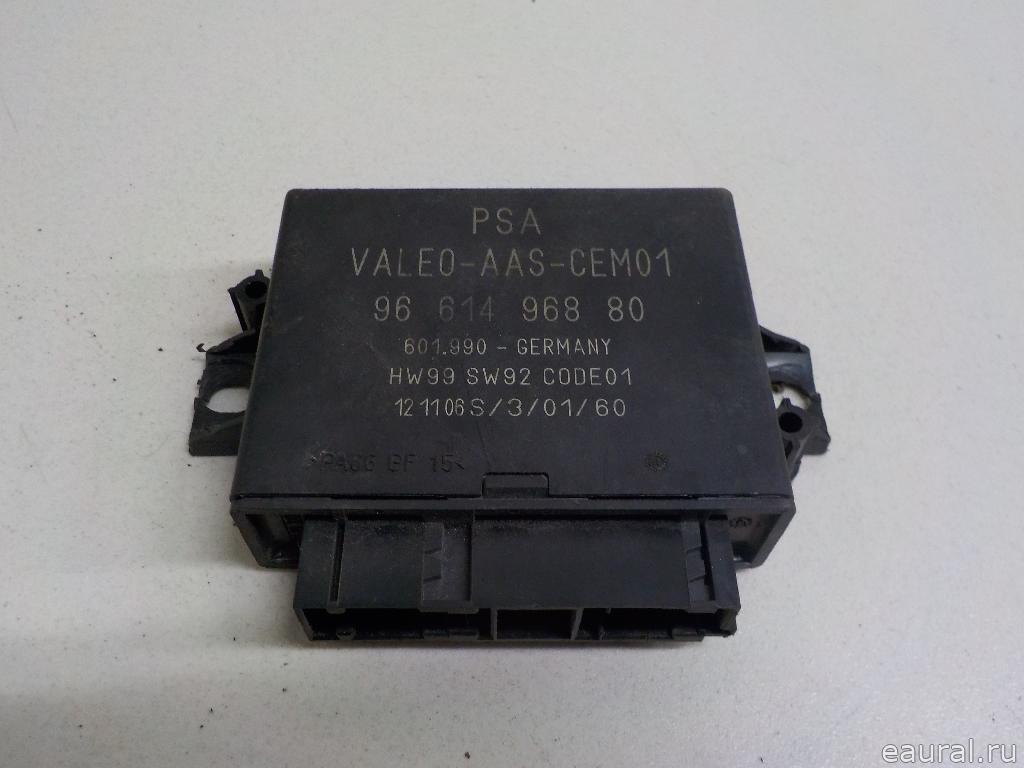 PSA
VALEO-AAS-CEM01
96 614 968 80
601.990 - GERMANY
HW99 SW92 CODE01
121106S/3/01/60
>PA66 GF 15<
eaural.ru